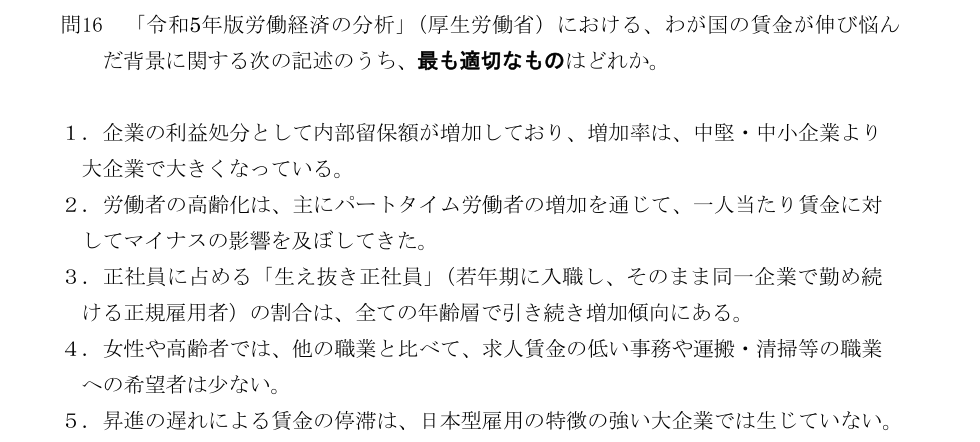 問16　「令和5年版労働経済の分析」（厚生労働省）における、わが国の賃金が伸び悩ん
だ背景に関する次の記述のうち、最も適切なものはどれか。
１．企業の利益処分として内部留保額が増加しており、増加率は、中堅・中小企業より
大企業で大きくなっている。
２．労働者の高齢化は、主にパートタイム労働者の増加を通じて、一人当たり賃金に対
してマイナスの影響を及ぼしてきた。
３．正社員に占める「生え抜き正社員」（若年期に入職し、そのまま同一企業で勤め続
ける正規雇用者）の割合は、全ての年齢層で引き続き増加傾向にある。
４．女性や高齢者では、他の職業と比べて、求人賃金の低い事務や運搬・清掃等の職業
への希望者は少ない。
５．昇進の遅れによる賃金の停滞は、日本型雇用の特徴の強い大企業では生じていない。